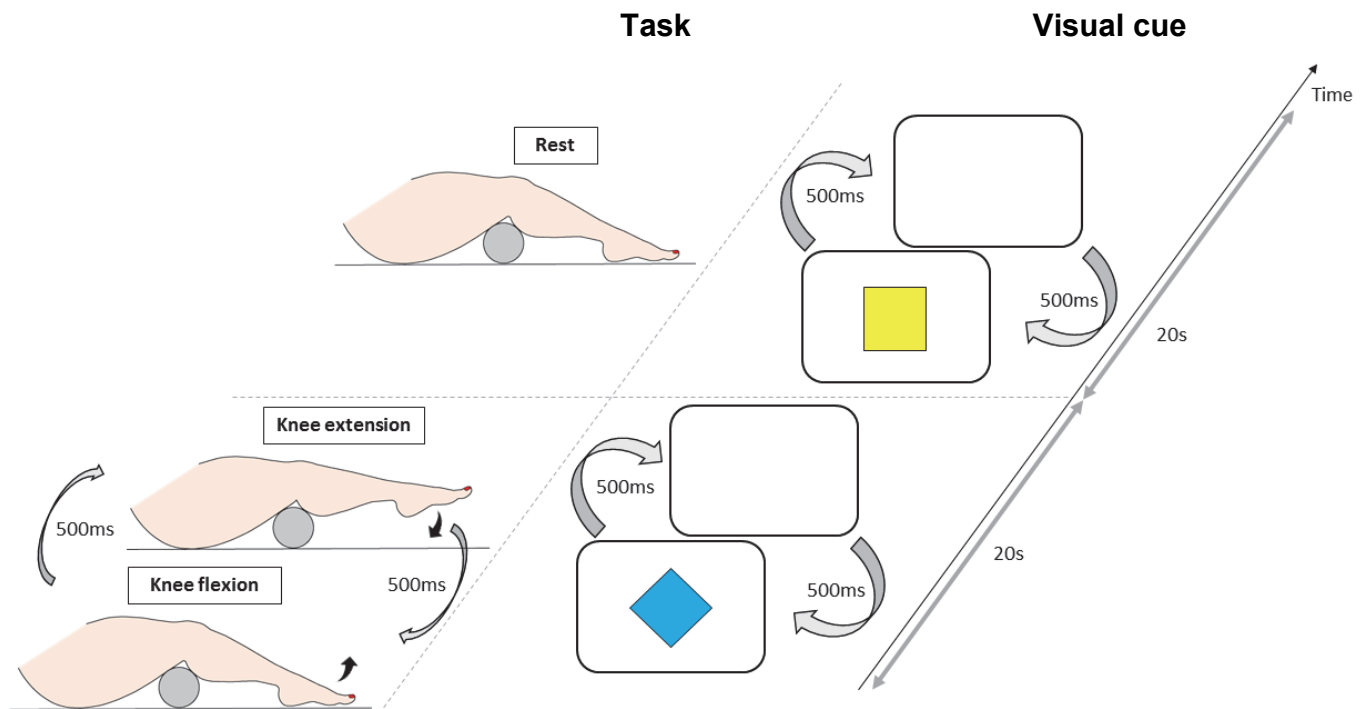 Task
Visual cue
Time
Rest
500ms
500ms
20s
Knee extension
500ms
500ms
20s
Knee flexion
500ms
500ms